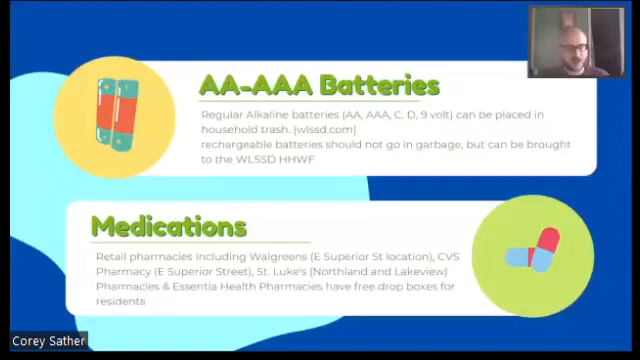 AA-AAA Batteries
Regular Alkaline batteries (AA, AAA, C, D, 9 volt) can be placed in
household trash. (wlssd.com)
rechargeable batteries should not go in garbage, but can be brought
to the WLSSD HHWF
Medications
Retail pharmacies including Walgreens (E Superior St location), CVS
Pharmacy (E Superior Street), St. Luke's (Northland and Lakeview)
Pharmacies & Essentia Health Pharmacies have free drop boxes for
residents
Corey Sather